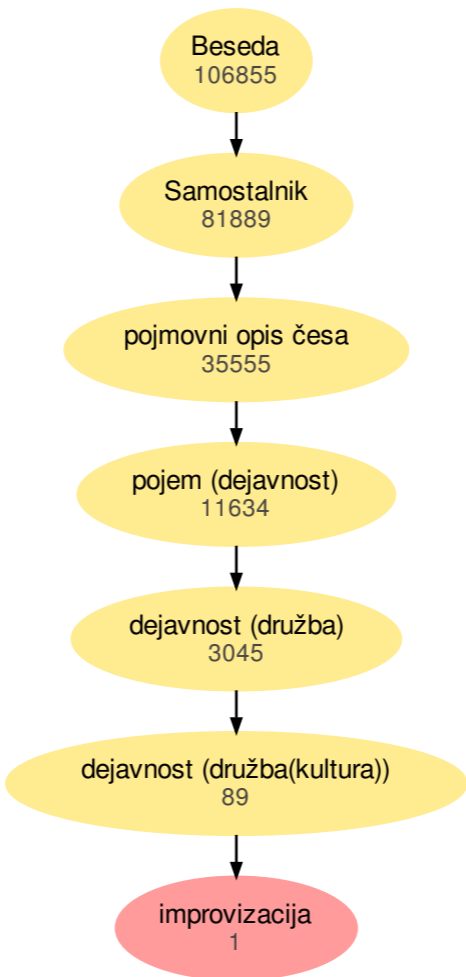 Beseda
106855
Samostalnik
81889
pojmovni opis česa
35555
pojem (dejavnost)
11634
dejavnost (družba)
3045
dejavnost (družba(kultura))
89
improvizacija
1